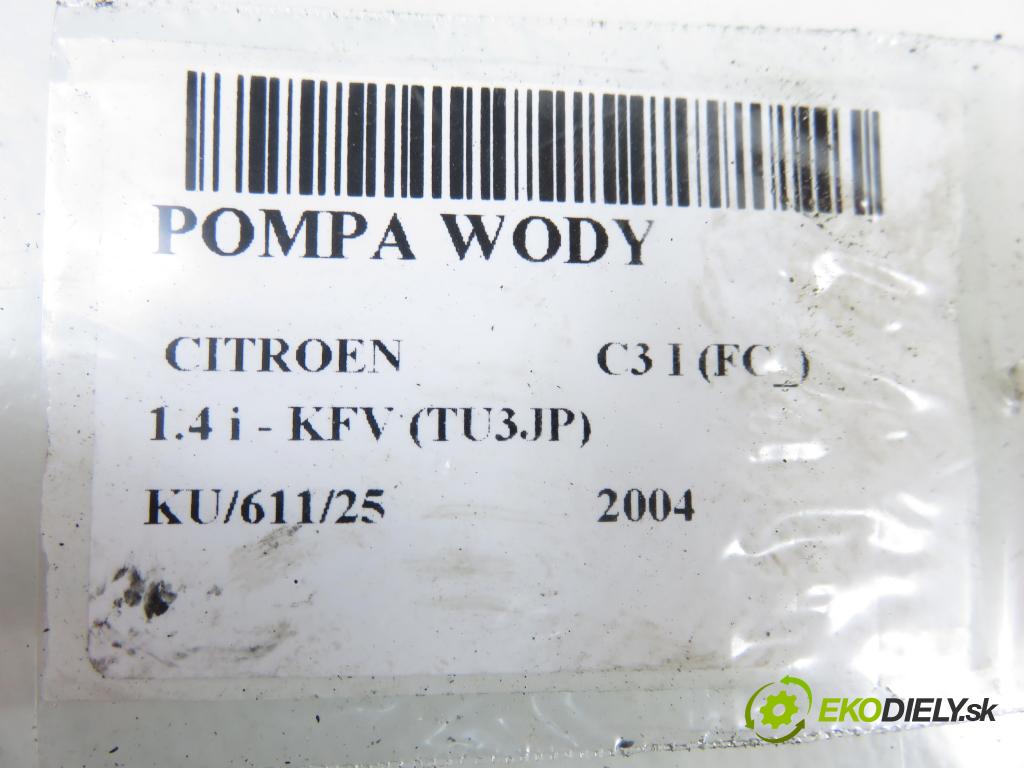 POMPA WODY
CITROEN C3 I (FC_)
1.4 i - KFV (TU3JP)
KU/611/25 2004
EKODIELY.sk